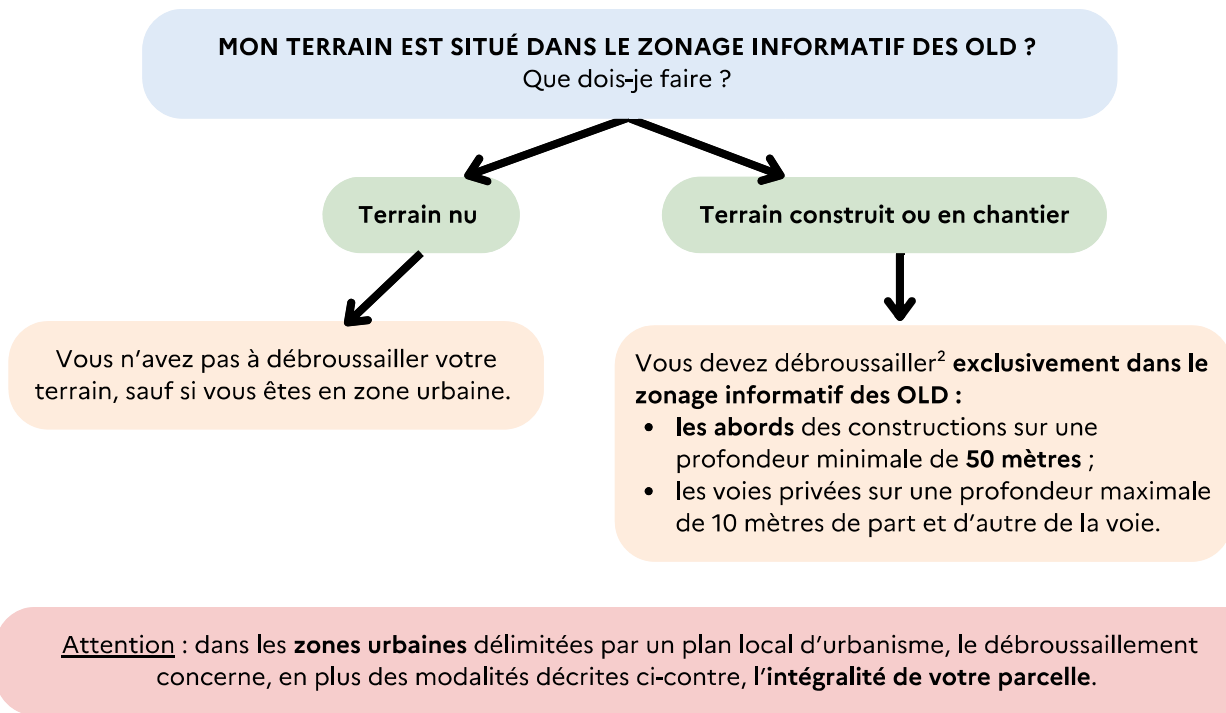 MON TERRAIN EST SITUÉ DANS LE ZONAGE INFORMATIF DES OLD ?
Que dois-je faire ?
Terrain nu
Terrain construit ou en chantier
Vous n'avez pas à débroussailler votre
terrain, sauf si vous êtes en zone urbaine.
Vous devez débroussailler² exclusivement dans le
zonage informatif des OLD :
• les abords des constructions sur une
profondeur minimale de 50 mètres ;
• les voies privées sur une profondeur maximale
de 10 mètres de part et d'autre de la voie.
Attention : dans les zones urbaines délimitées par un plan local d'urbanisme, le débroussaillement
concerne, en plus des modalités décrites ci-contre, l'intégralité de votre parcelle.